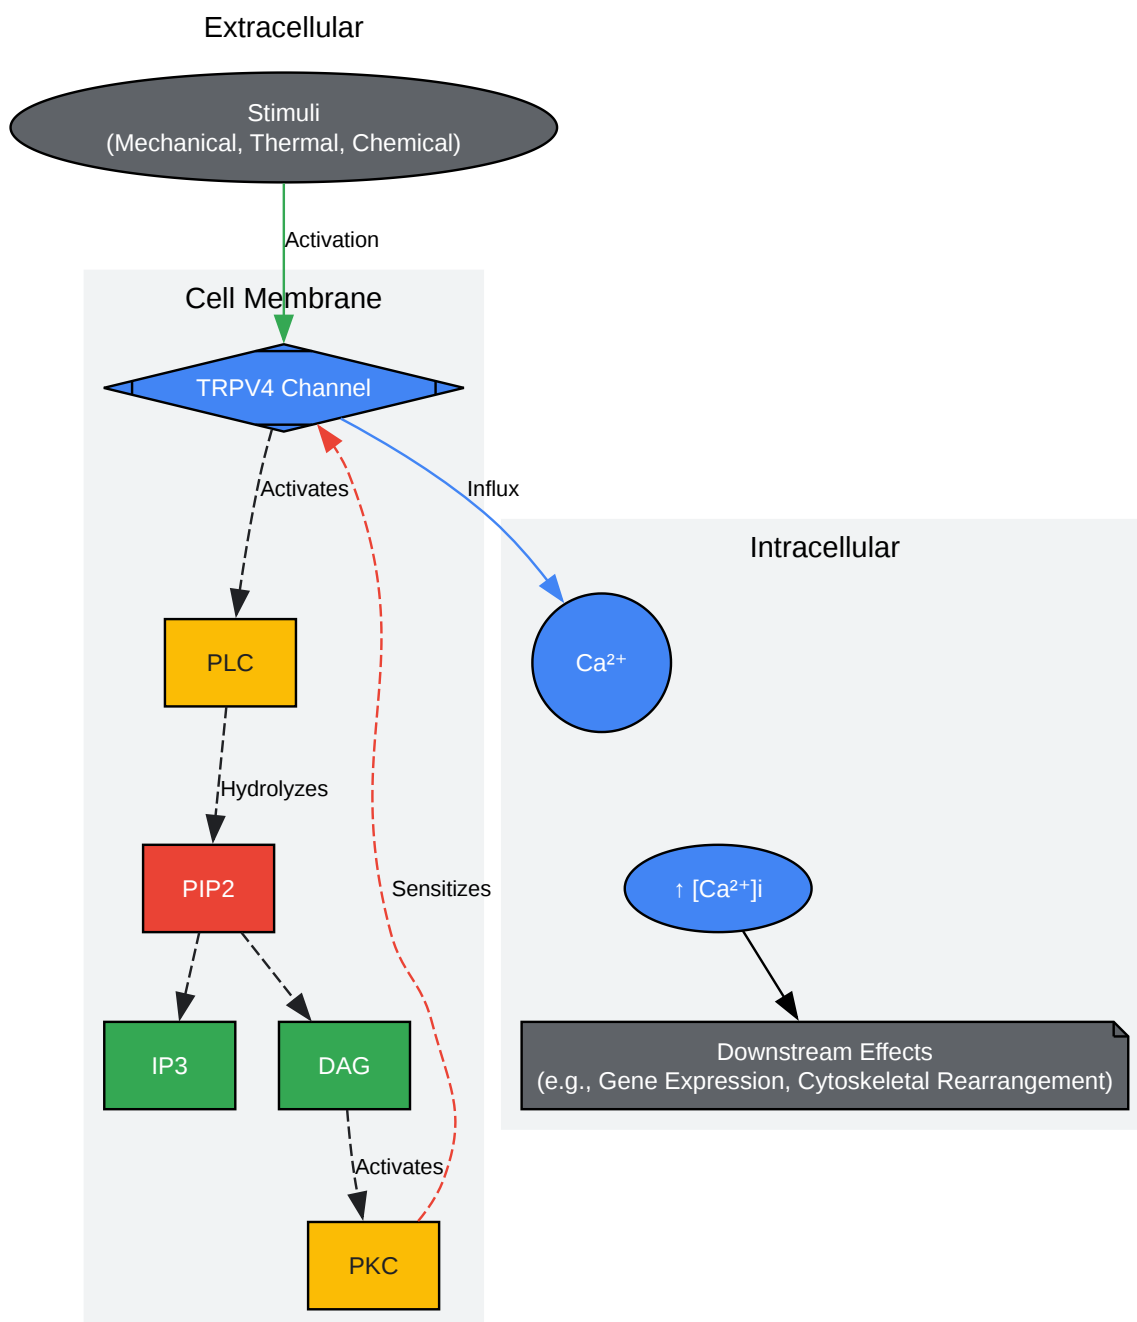 Extracellular
Stimuli
(Mechanical, Thermal, Chemical)
Activation
Cell Membrane
TRPV4 Channel
Activates
Influx
Intracellular
PLC
Ca²⁺
Hydrolyzes
PIP2
Sensitizes
↑ [Ca²⁺]i
IP3
DAG
Downstream Effects
(e.g., Gene Expression, Cytoskeletal Rearrangement)
Activates
PKC